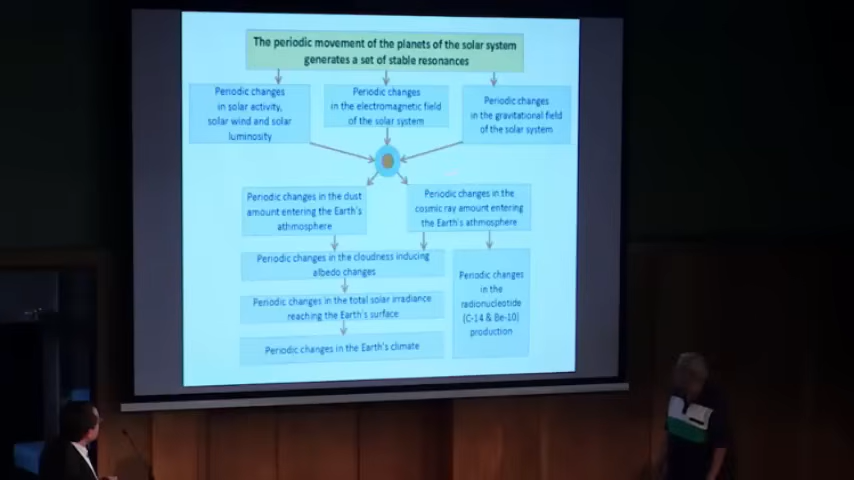 The periodic movement of the planets of the solar system
generates a set of stable resonances
Periodic changes
in solar activity,
solar wind and solar
luminosity
Periodic changes
in the electromagnetic field
of the solar system
Periodic changes
in the gravitational field
of the solar system
Periodic changes in the dust
amount entering the Earth's
athmosphere
Periodic changes in the
cosmic ray amount entering
the Earth's athmosphere
Periodic changes in the cloudness inducing
albedo changes
Periodic changes
in the
radionucleotide
(C-14 & Be-10)
production
Periodic changes in the total solar irradiance
reaching the Earth's surface
Periodic changes in the Earth's climate